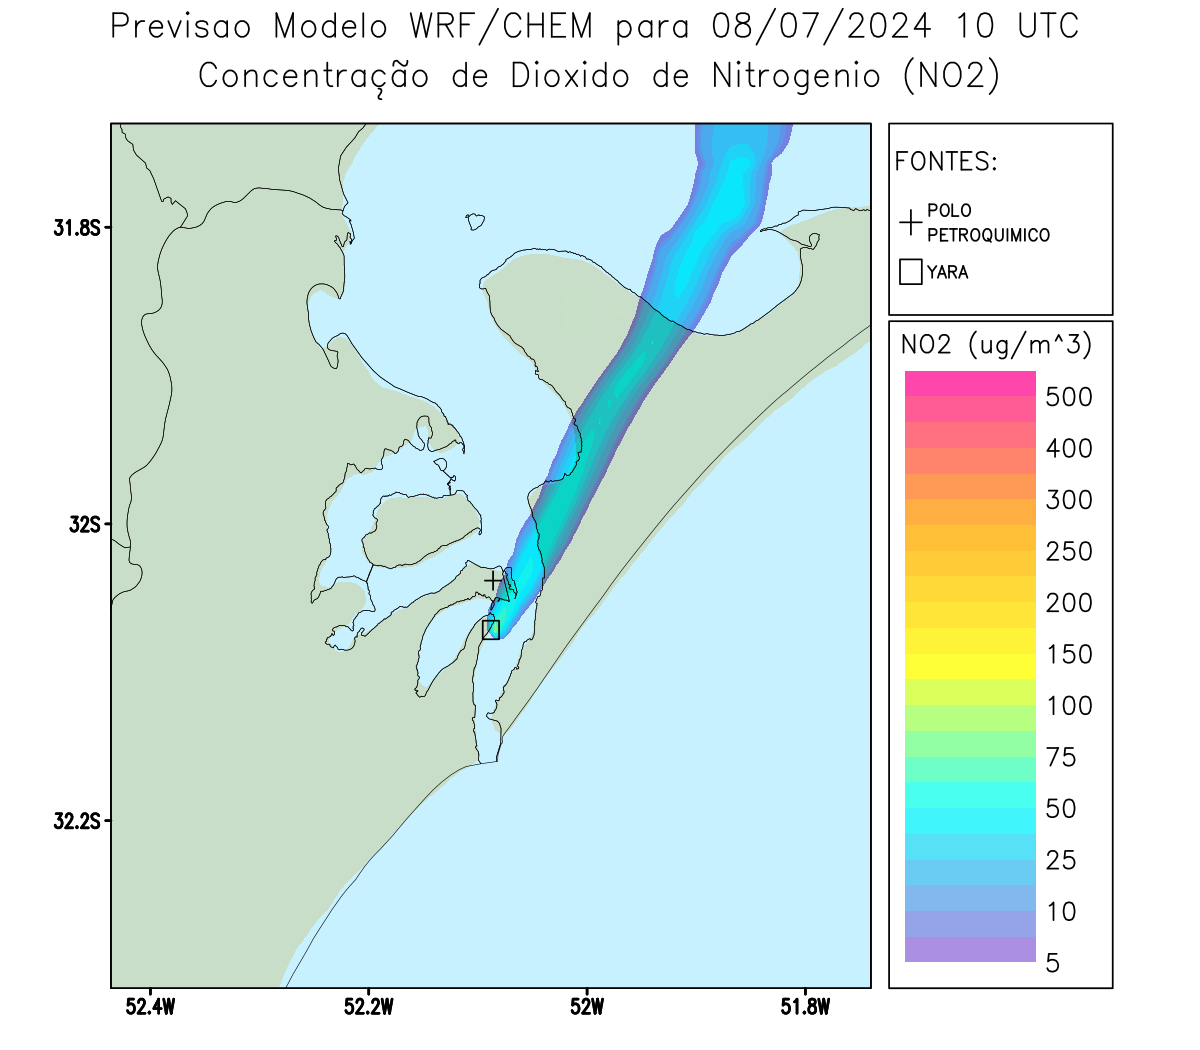 Previsao Modelo WRF/CHEM para 08/07/2024 10 UTC
Concentração de Dioxido de Nitrogenio (NO2)
FONTES:
POLO
PETROQUIMICO
YARA
NO2 (ug/m^3)
500
400
300
250
200
150
100
75
50
25
10
5
31.8S
32S
32.2S
52.4W
52.2W
52W
51.8W